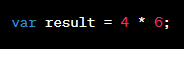 var result = 4 * 6;